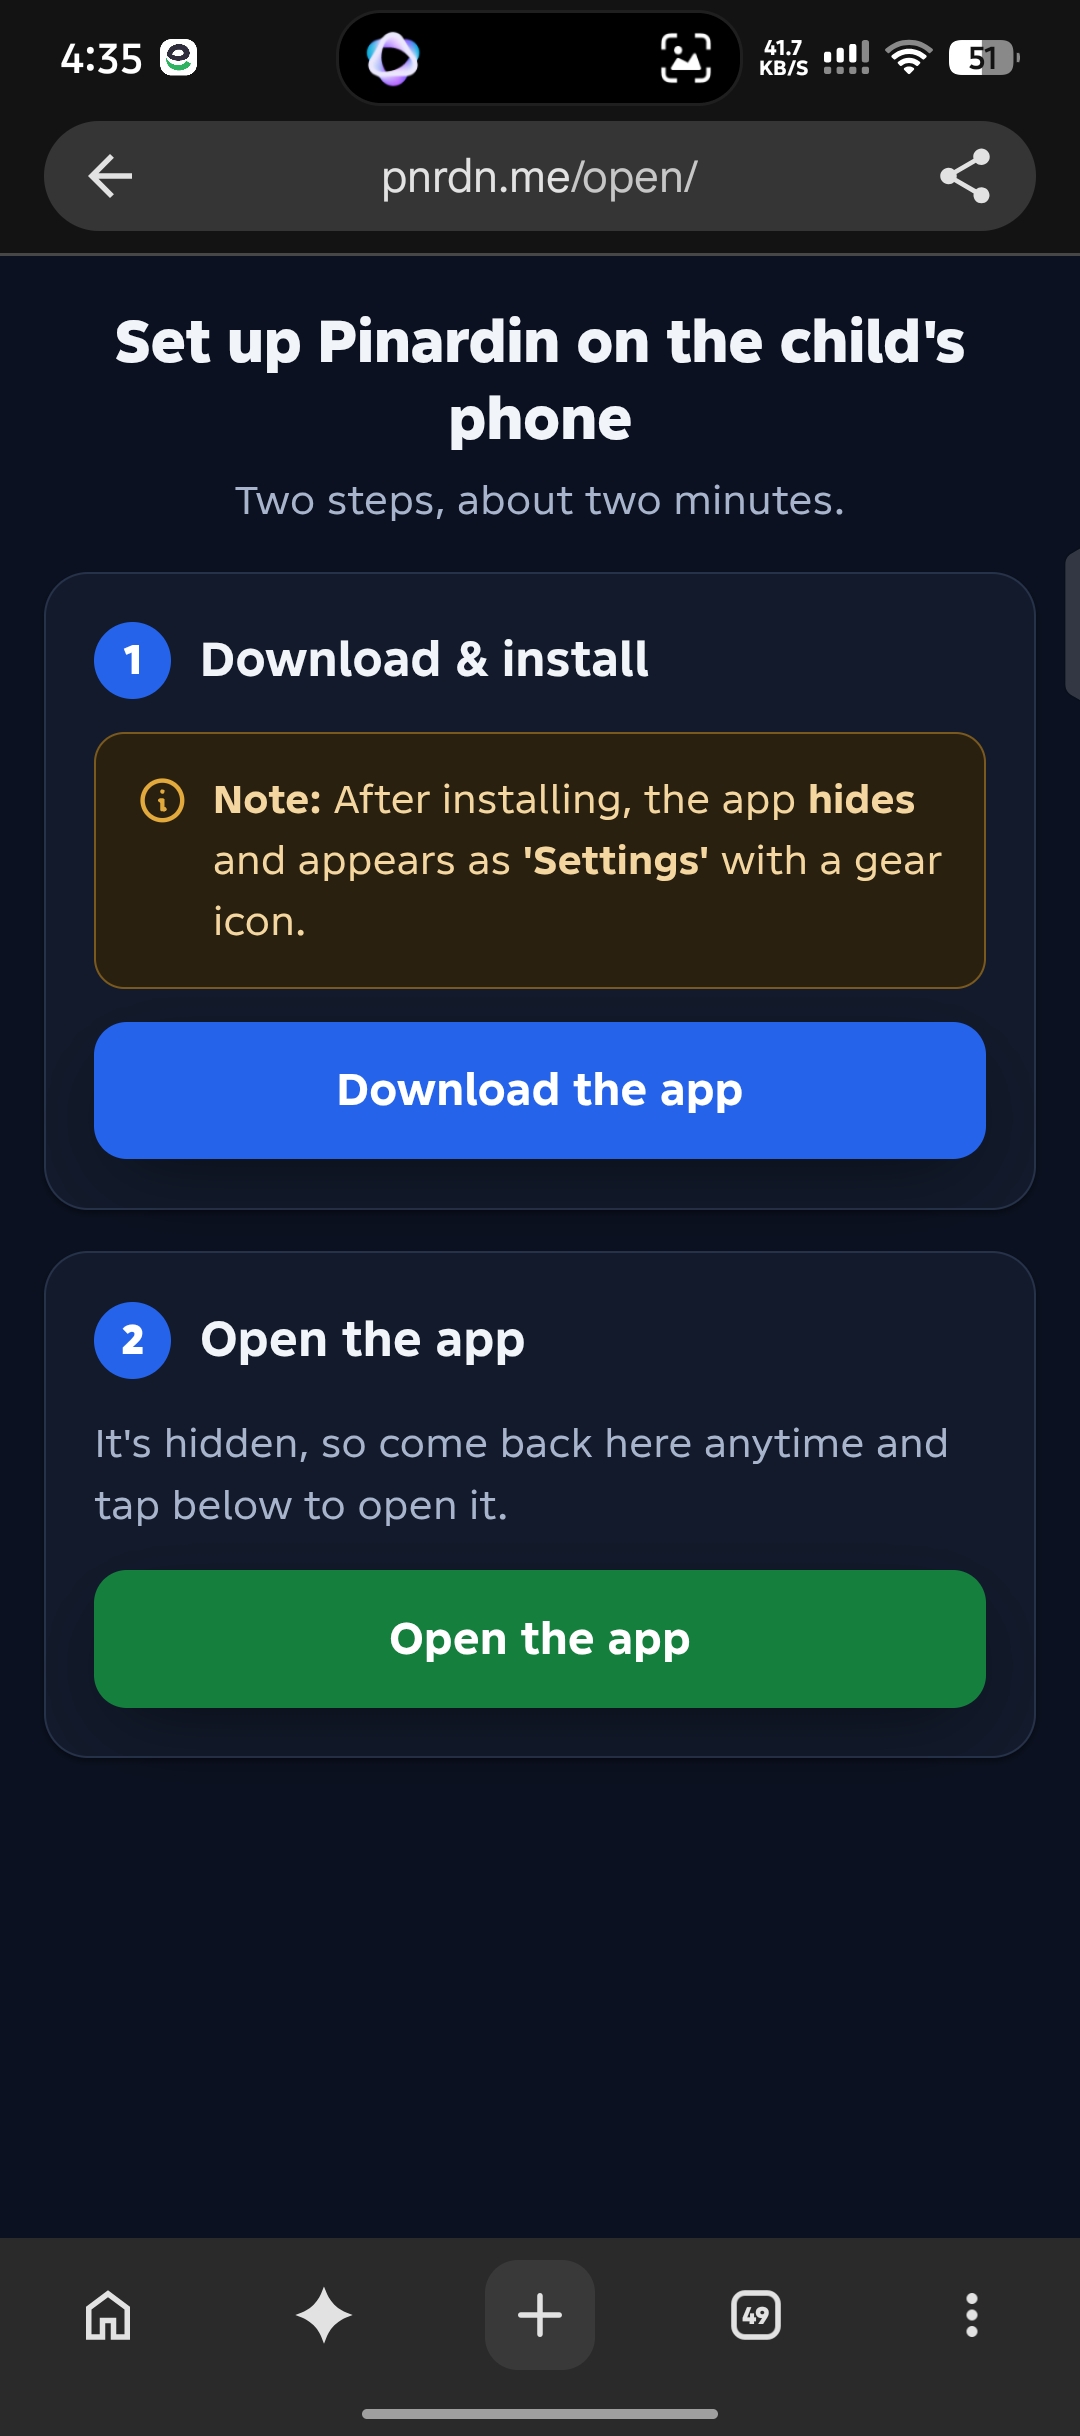 4:35
41.7
KB/S
51
pnrdn.me/open/
Set up Pinardin on the child's
phone
Two steps, about two minutes.
1 Download & install
Note: After installing, the app hides
and appears as 'Settings' with a gear
icon.
Download the app
2 Open the app
It's hidden, so come back here anytime and
tap below to open it.
Open the app
49